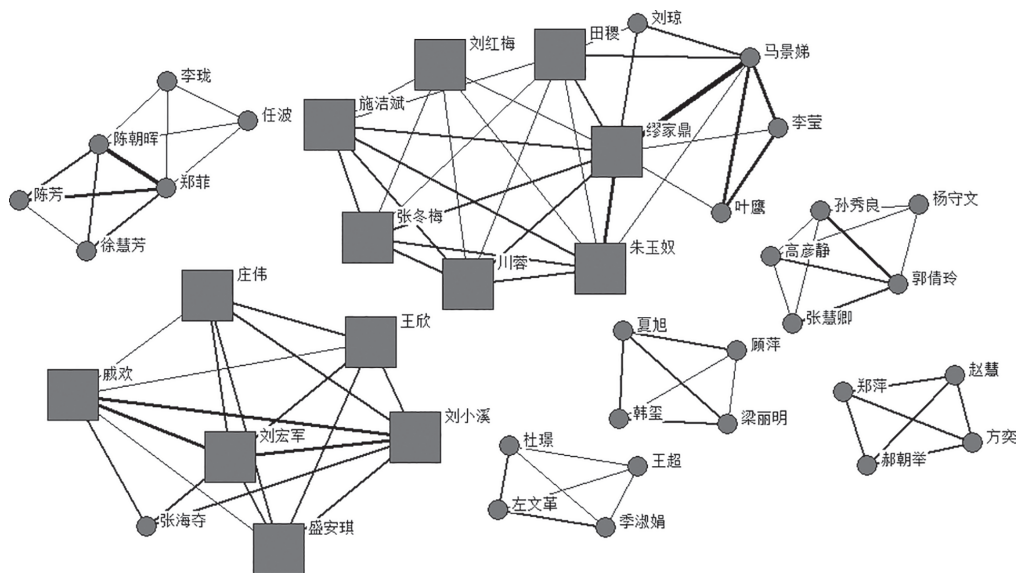 刘琼
田稷
刘红梅
马景娣
李珑
施洁斌
任波
李莹
缪家鼎
陈朝晖
郑菲
陈芳
杨守文
孙秀良
叶鹰
张冬梅
徐慧芳
朱玉奴
高彦静
川蓉
庄伟
郭倩玲
张慧卿
王欣
夏旭
顾萍
戚欢
赵慧
郑萍
刘小溪
韩玺
梁丽明
刘宏军
方奕
杜璟
王超
郝朝举
左文革
张海夺
盛安琪
季淑娟